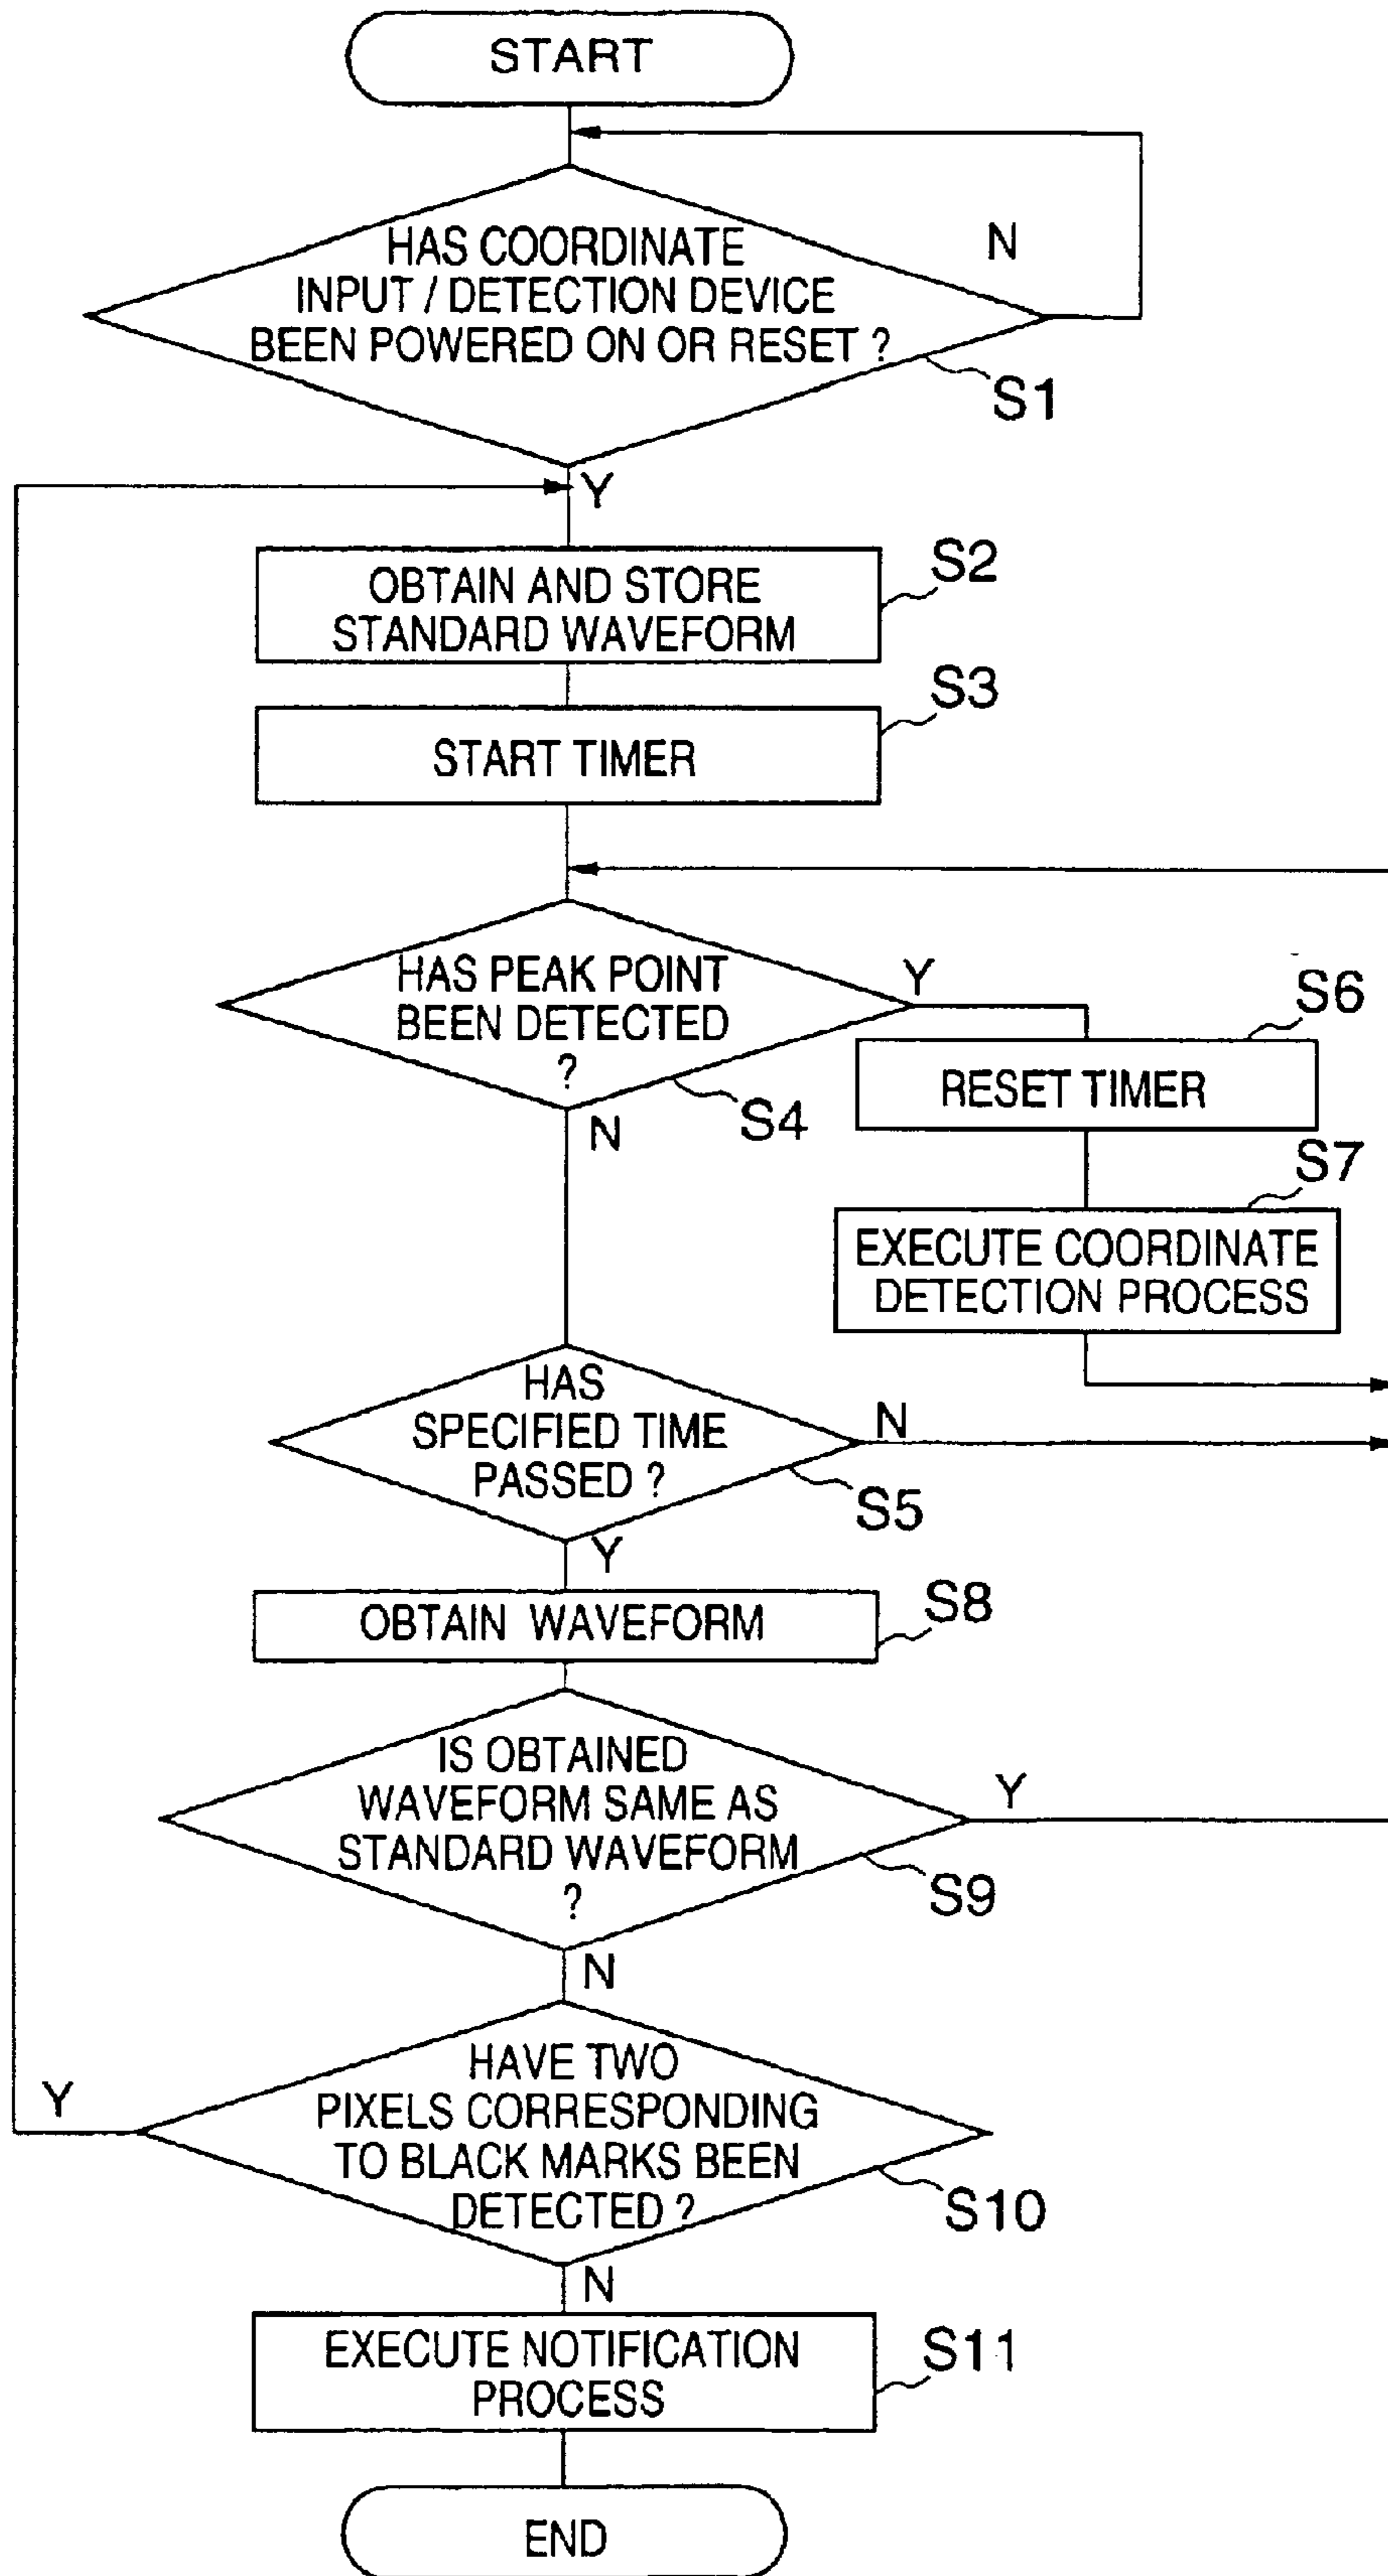 START
HAS COORDINATE
N
INPUT / DETECTION DEVICE
BEEN POWERED ON OR RESET ?
S1
Y
S2
OBTAIN AND STORE
STANDARD WAVEFORM
S3
START TIMER
HAS PEAK POINT
Y
BEEN DETECTED
?
S4
N
S6
RESET TIMER
S7
EXECUTE COORDINATE
DETECTION PROCESS
HAS
SPECIFIED TIME
N
PASSED ?
S5
Y
S8
OBTAIN WAVEFORM
IS OBTAINED
WAVEFORM SAME AS
Y
STANDARD WAVEFORM
?
S9
N
HAVE TWO
Y
PIXELS CORRESPONDING
TO BLACK MARKS BEEN
DETECTED ?
S10
N
S11
EXECUTE NOTIFICATION
PROCESS
END